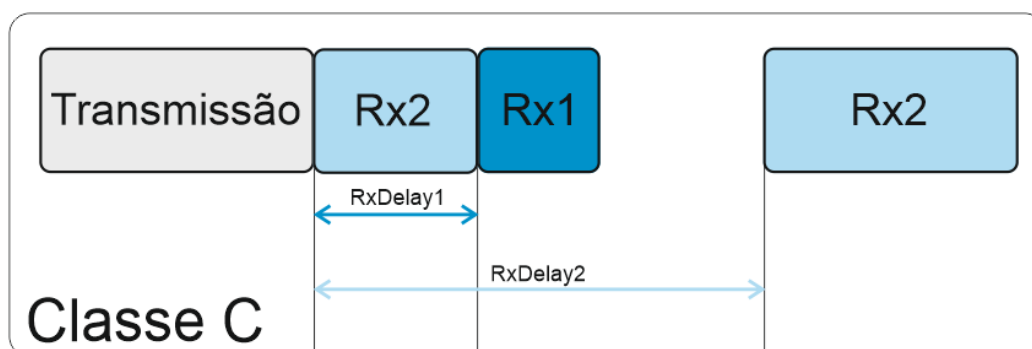 Transmissão
Rx2
Rx1
Rx2
RxDelay1
RxDelay2
Classe C